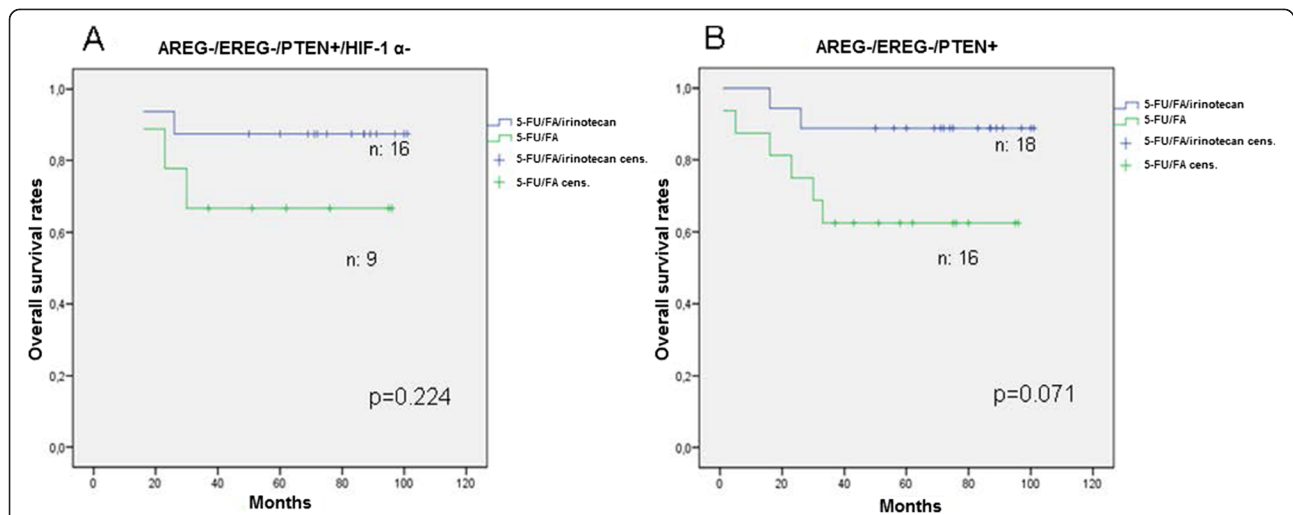 A
AREG-/EREG-/PTEN+/HIF-1 α-
Overall survival rates
1,0
0,8
0,6
0,4
0,2
0,0
0 20 40 60 80 100 120
Months
n: 16
n: 9
p=0.224
5-FU/FA/irinotecan
5-FU/FA
5-FU/FA/irinotecan cens.
5-FU/FA cens.
B
AREG-/EREG-/PTEN+
Overall survival rates
1,0
0,8
0,6
0,4
0,2
0,0
0 20 40 60 80 100 120
Months
n: 18
n: 16
p=0.071
5-FU/FA/irinotecan
5-FU/FA
5-FU/FA/irinotecan cens.
5-FU/FA cens.